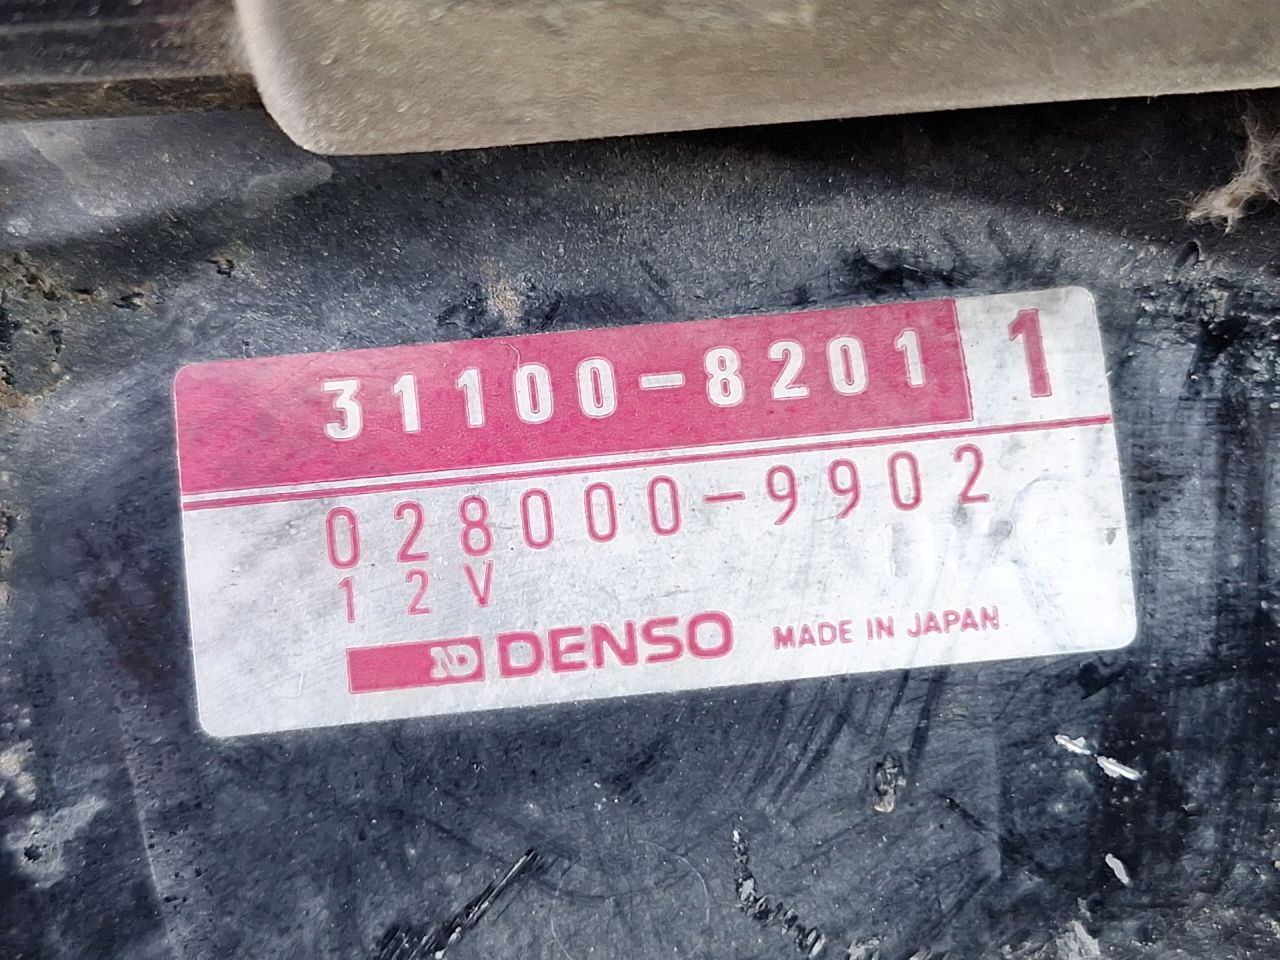 31100-8201 1
028000-9902
12V
ND DENSO MADE IN JAPAN